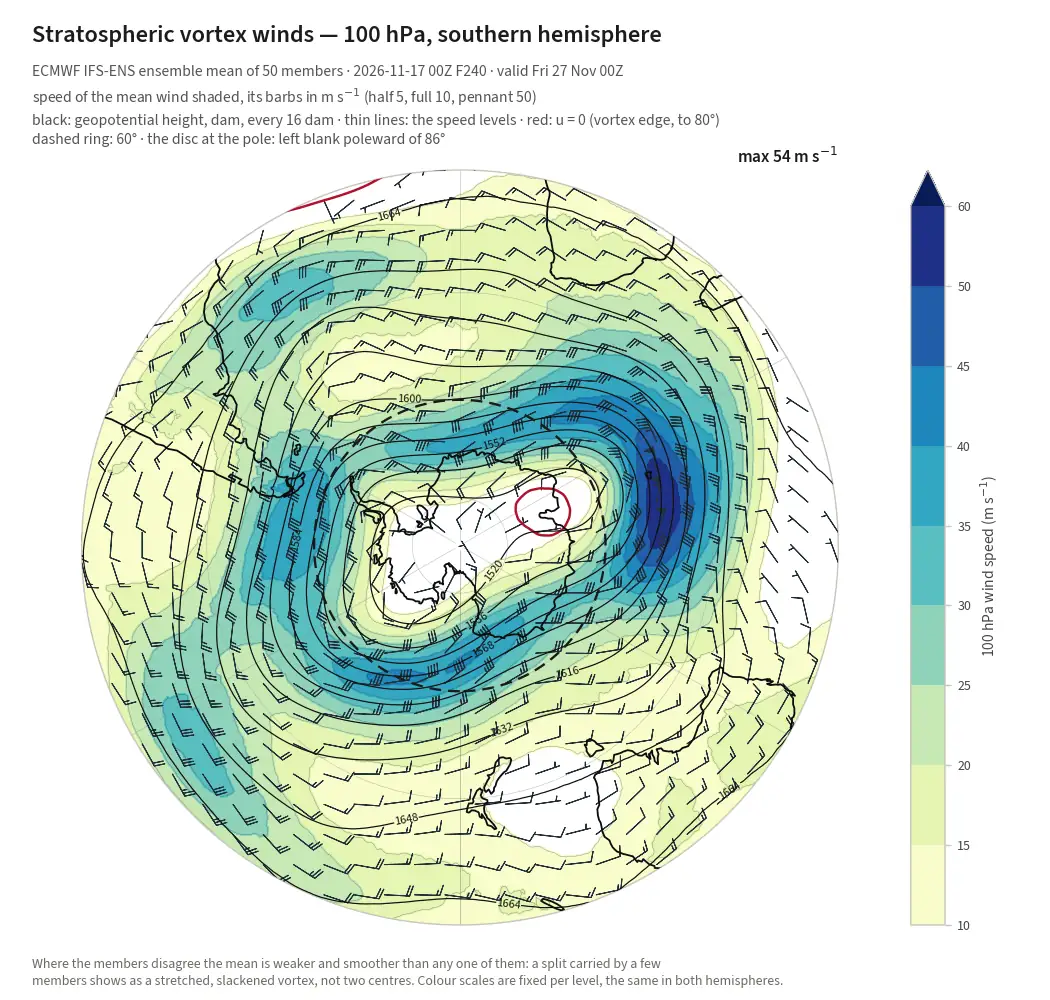 Stratospheric vortex winds — 100 hPa, southern hemisphere
ECMWF IFS-ENS ensemble mean of 50 members · 2026-11-17 00Z F240 · valid Fri 27 Nov 00Z
speed of the mean wind shaded, its barbs in m s⁻¹ (half 5, full 10, pennant 50)
black: geopotential height, dam, every 16 dam · thin lines: the speed levels · red: u = 0 (vortex edge, to 80°)
dashed ring: 60° · the disc at the pole: left blank poleward of 86°
max 54 m s⁻¹
1664
1600
1552
1584
1520
1536
1568
1616
1632
1664
1648
1664
60
50
45
40
35
30
25
20
15
10
100 hPa wind speed (m s⁻¹)
Where the members disagree the mean is weaker and smoother than any one of them: a split carried by a few
members shows as a stretched, slackened vortex, not two centres. Colour scales are fixed per level, the same in both hemispheres.